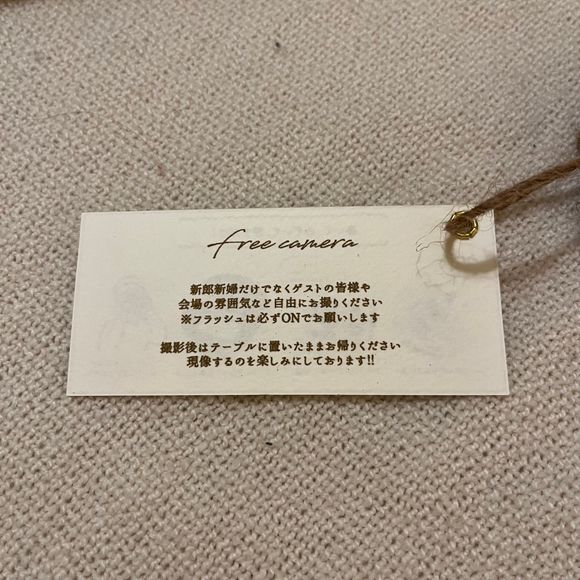 free camera
新郎新婦だけでなくゲストの皆様や
会場の雰囲気など自由にお撮りください
※フラッシュは必ずONでお願いします
撮影後はテーブルに置いたままお帰りください
現像するのを楽しみにしております!!